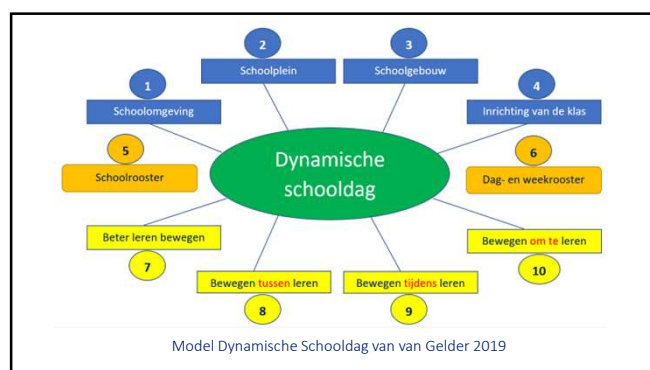 2
Schoolplein
3
Schoolgebouw
1
Schoolomgeving
4
Inrichting van de klas
5
Schoolrooster
Dynamische
schooldag
6
Dag- en weekrooster
Beter leren bewegen
7
Bewegen tussen leren
8
Bewegen tijdens leren
9
Bewegen om te leren
10
Model Dynamische Schooldag van van Gelder 2019